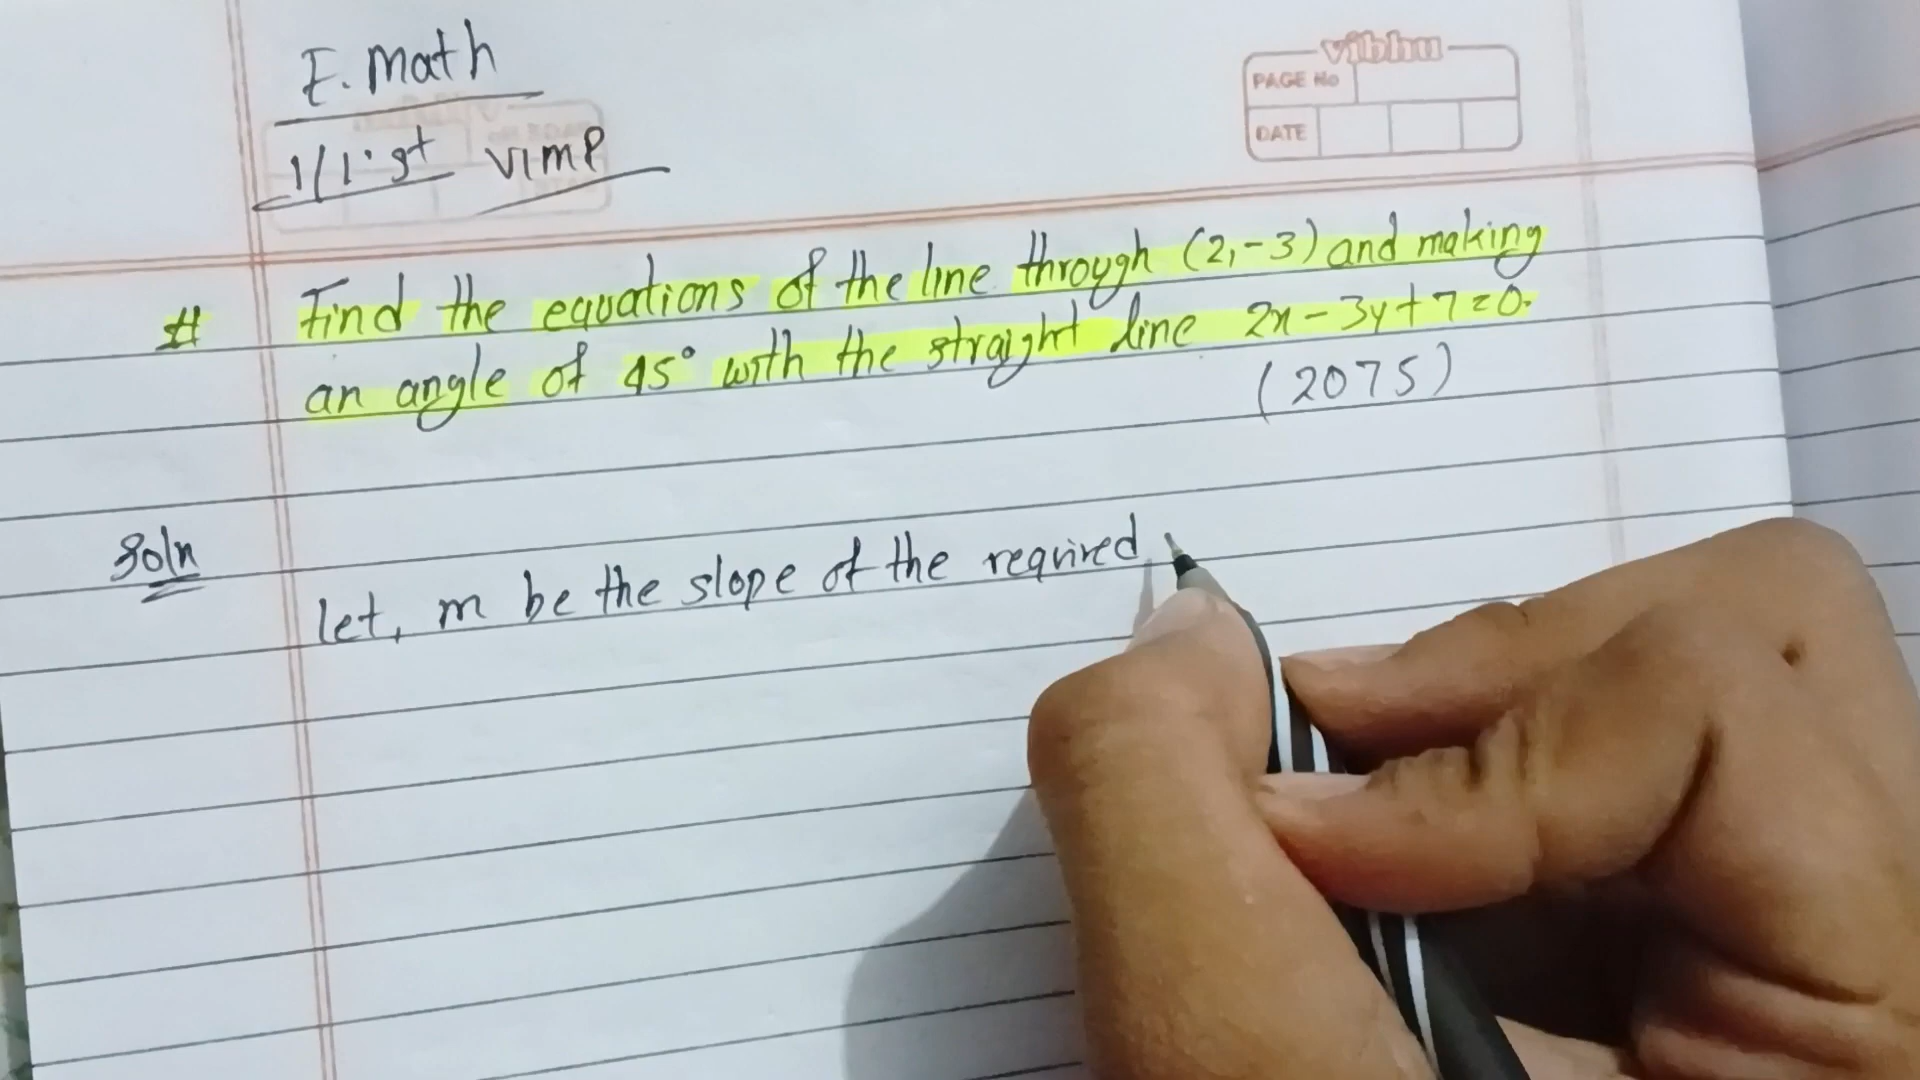 E. Math
vibhu
PAGE No
DATE
1/1st VIMP
# Find the equations of the line through (2,-3) and making
an angle of 45° with the straight line 2x-3y+7=0.
(2075)
Soln
let, m be the slope of the required